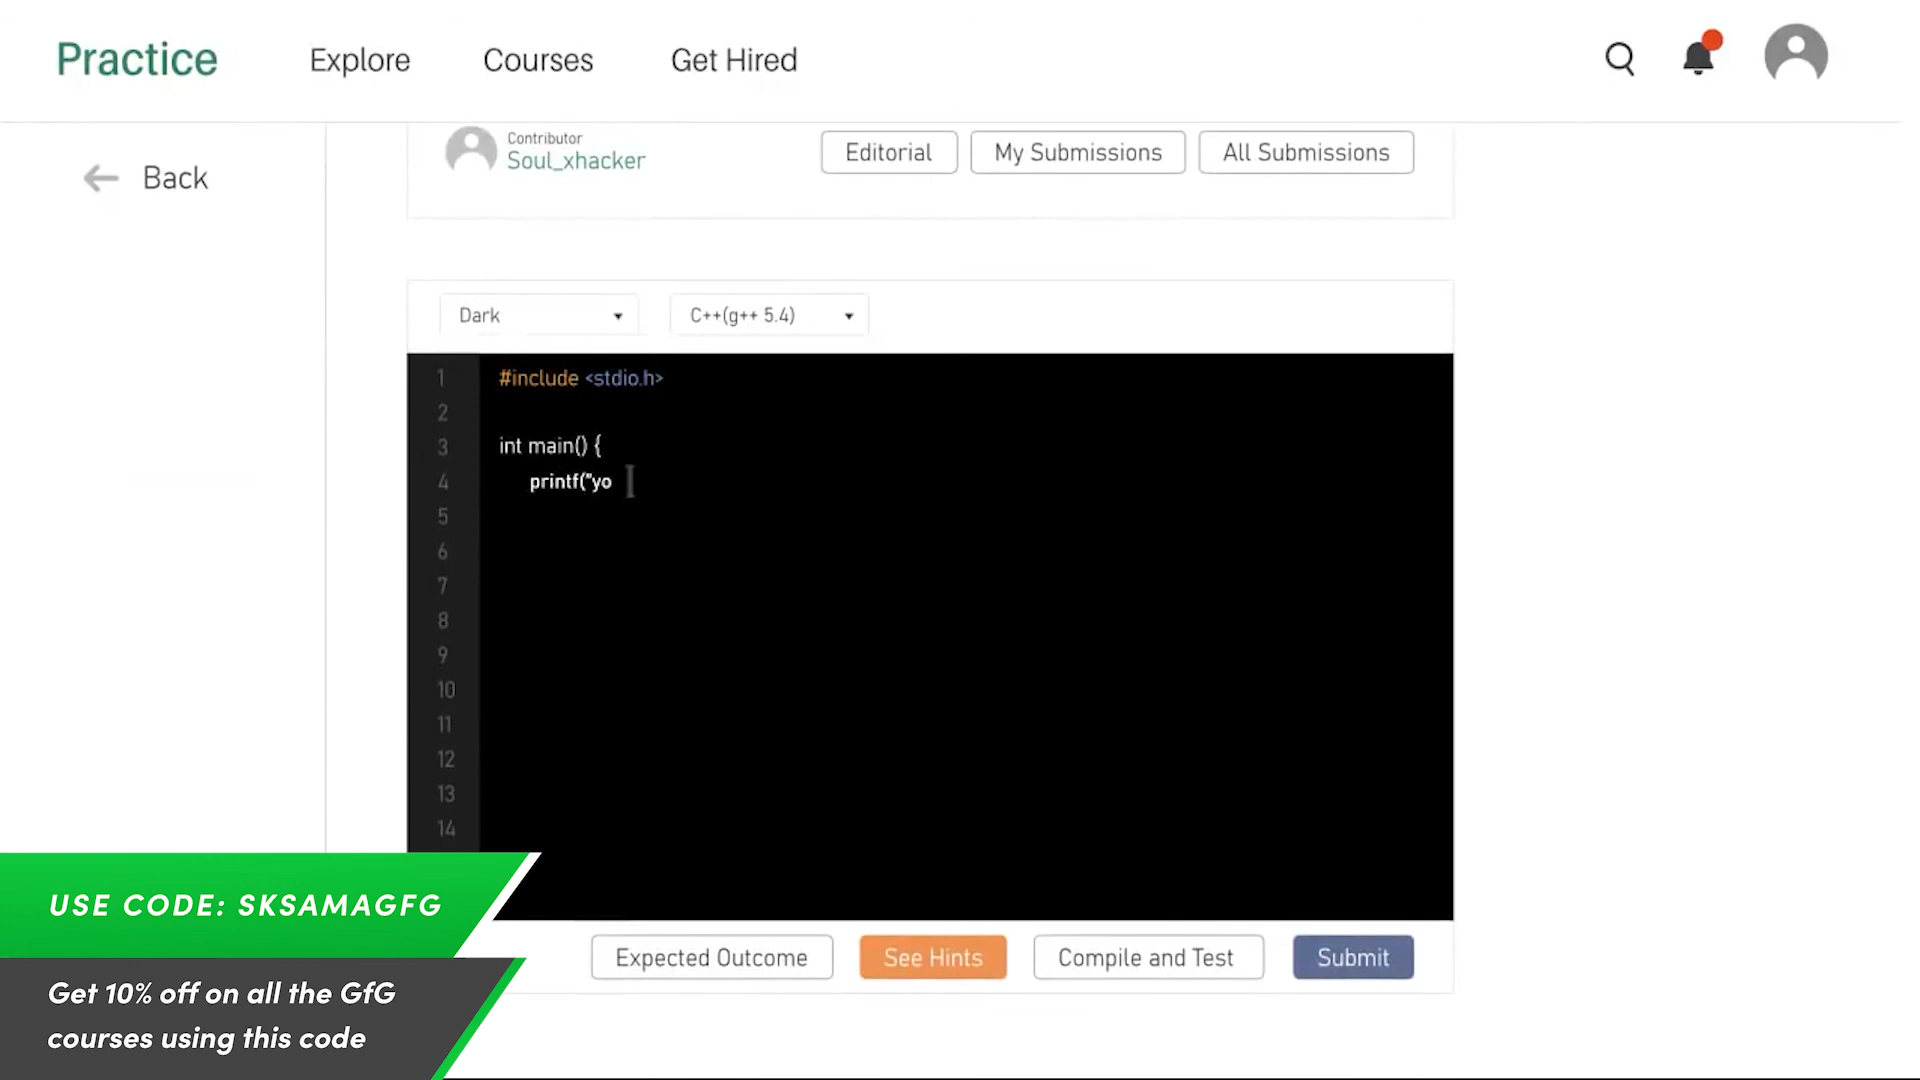 Practice Explore Courses Get Hired
Back
Contributor
Soul_xhacker
Editorial My Submissions All Submissions
Dark C++(g++ 5.4)
1 #include <stdio.h>
2
3 int main() {
4 printf("yo
5
6
7
8
9
10
11
12
13
14
USE CODE: SKSAMAGFG
Get 10% off on all the GfG
courses using this code
Expected Outcome See Hints Compile and Test Submit